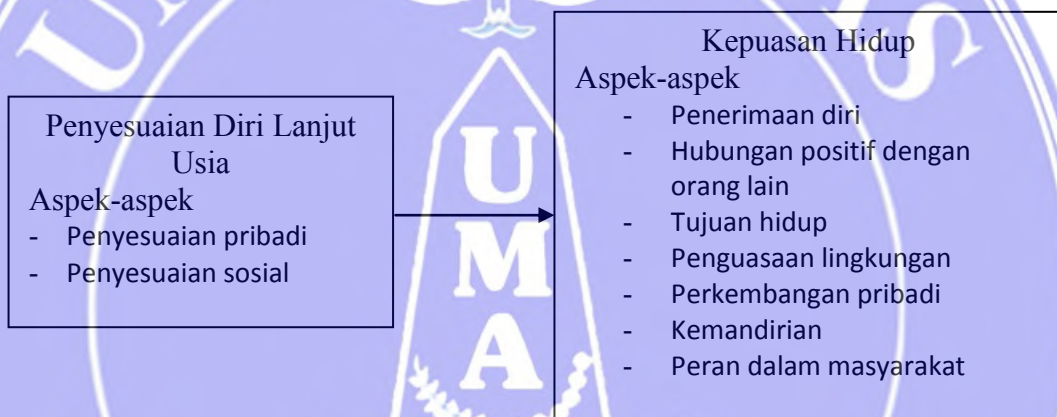 Penyesuaian Diri Lanjut
Usia
Aspek-aspek
- Penyesuaian pribadi
- Penyesuaian sosial
Kepuasan Hidup
Aspek-aspek
- Penerimaan diri
- Hubungan positif dengan
orang lain
- Tujuan hidup
- Penguasaan lingkungan
- Perkembangan pribadi
- Kemandirian
- Peran dalam masyarakat
U
M
A